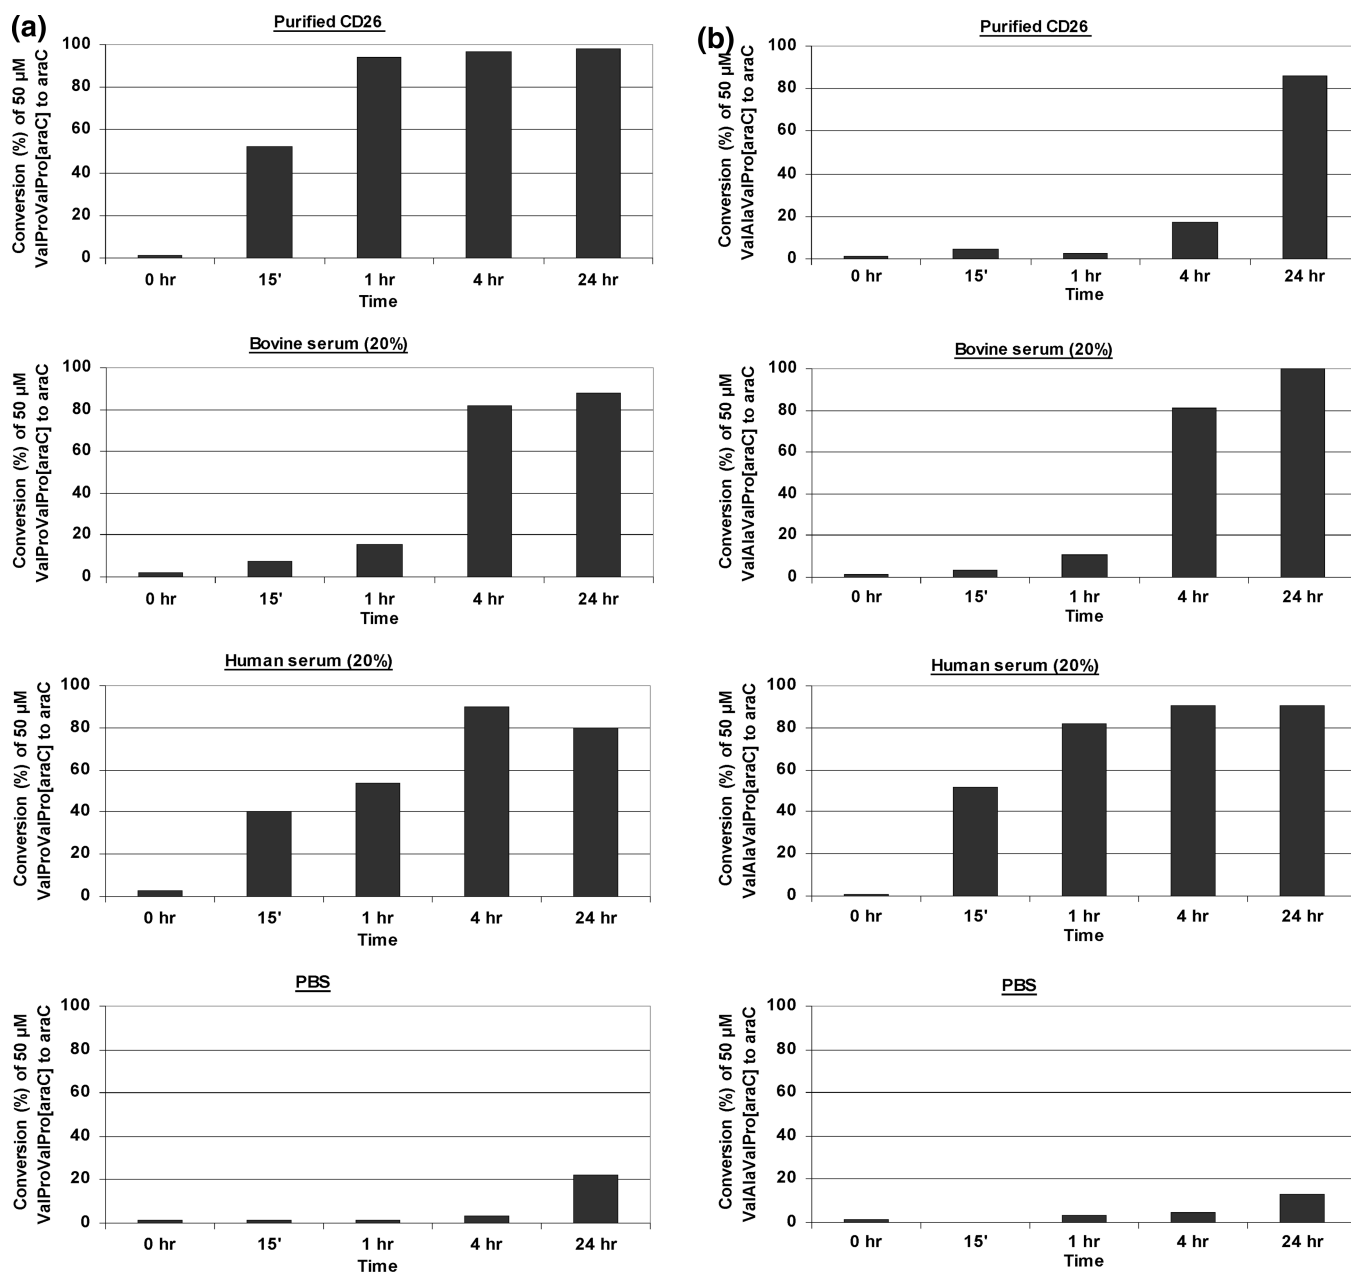 (a)
Purified CD26
Conversion (%) of 50 µM
ValProValPro[araC] to araC
100
80
60
40
20
0
0 hr 15' 1 hr 4 hr 24 hr
Time
Bovine serum (20%)
Conversion (%) of 50 µM
ValProValPro[araC] to araC
100
80
60
40
20
0
0 hr 15' 1 hr 4 hr 24 hr
Time
Human serum (20%)
Conversion (%) of 50 µM
ValProValPro[araC] to araC
100
80
60
40
20
0
0 hr 15' 1 hr 4 hr 24 hr
Time
PBS
Conversion (%) of 50 µM
ValProValPro[araC] to araC
100
80
60
40
20
0
0 hr 15' 1 hr 4 hr 24 hr
Time
(b)
Purified CD26
Conversion (%) of 50 µM
ValAlaValPro[araC] to araC
100
80
60
40
20
0
0 hr 15' 1 hr 4 hr 24 hr
Time
Bovine serum (20%)
Conversion (%) of 50 µM
ValAlaValPro[araC] to araC
100
80
60
40
20
0
0 hr 15' 1 hr 4 hr 24 hr
Time
Human serum (20%)
Conversion (%) of 50 µM
ValAlaValPro[araC] to araC
100
80
60
40
20
0
0 hr 15' 1 hr 4 hr 24 hr
Time
PBS
Conversion (%) of 50 µM
ValAlaValPro[araC] to araC
100
80
60
40
20
0
0 hr 15' 1 hr 4 hr 24 hr
Time